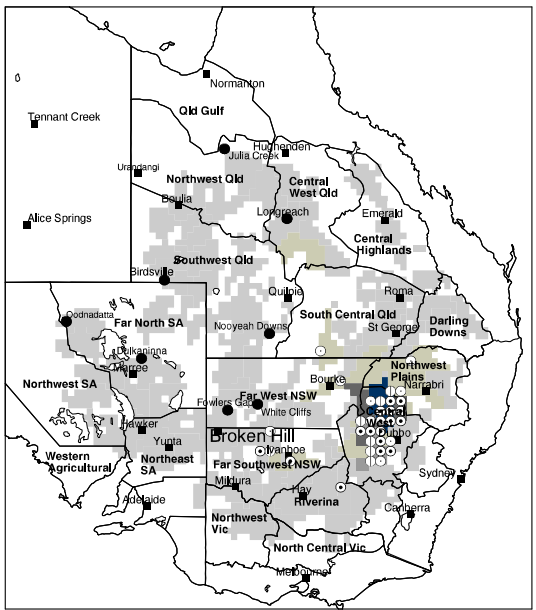 Normanton
Qld Gulf
Tennant Creek
Hughenden
Julia Creek
Urandangi
Northwest Qld
Central
West Qld
Boulia
Longreach
Emerald
Alice Springs
Central
Highlands
Southwest Qld
Birdsville
Quilpie
Roma
Oodnadatta
Far North SA
South Central Qld
Nooyeah Downs
St George
Darling
Downs
Dulkaninna
Marree
Northwest
Plains
Northwest SA
Bourke
Narrabri
Fowlers Gap
Far West NSW
White Cliffs
Central
West
Hawker
Broken Hill
Dubbo
Yunta
Ivanhoe
Western
Agricultural
Northeast
SA
Far Southwest NSW
Sydney
Mildura
Hay
Adelaide
Riverina
Canberra
Northwest
Vic
North Central Vic
Melbourne